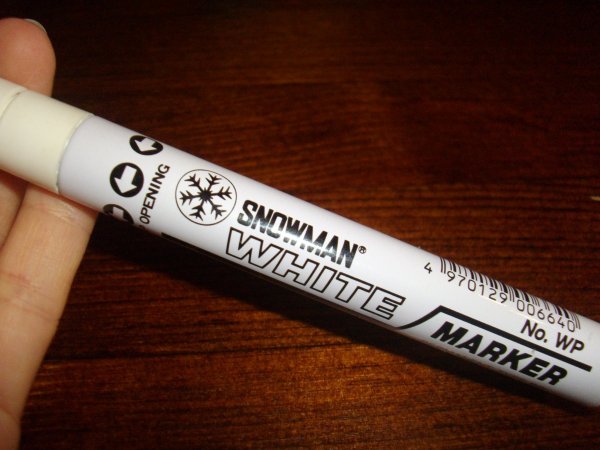 OPENING
SNOWMAN®
WHITE
MARKER
4 970129 006640
No. WP